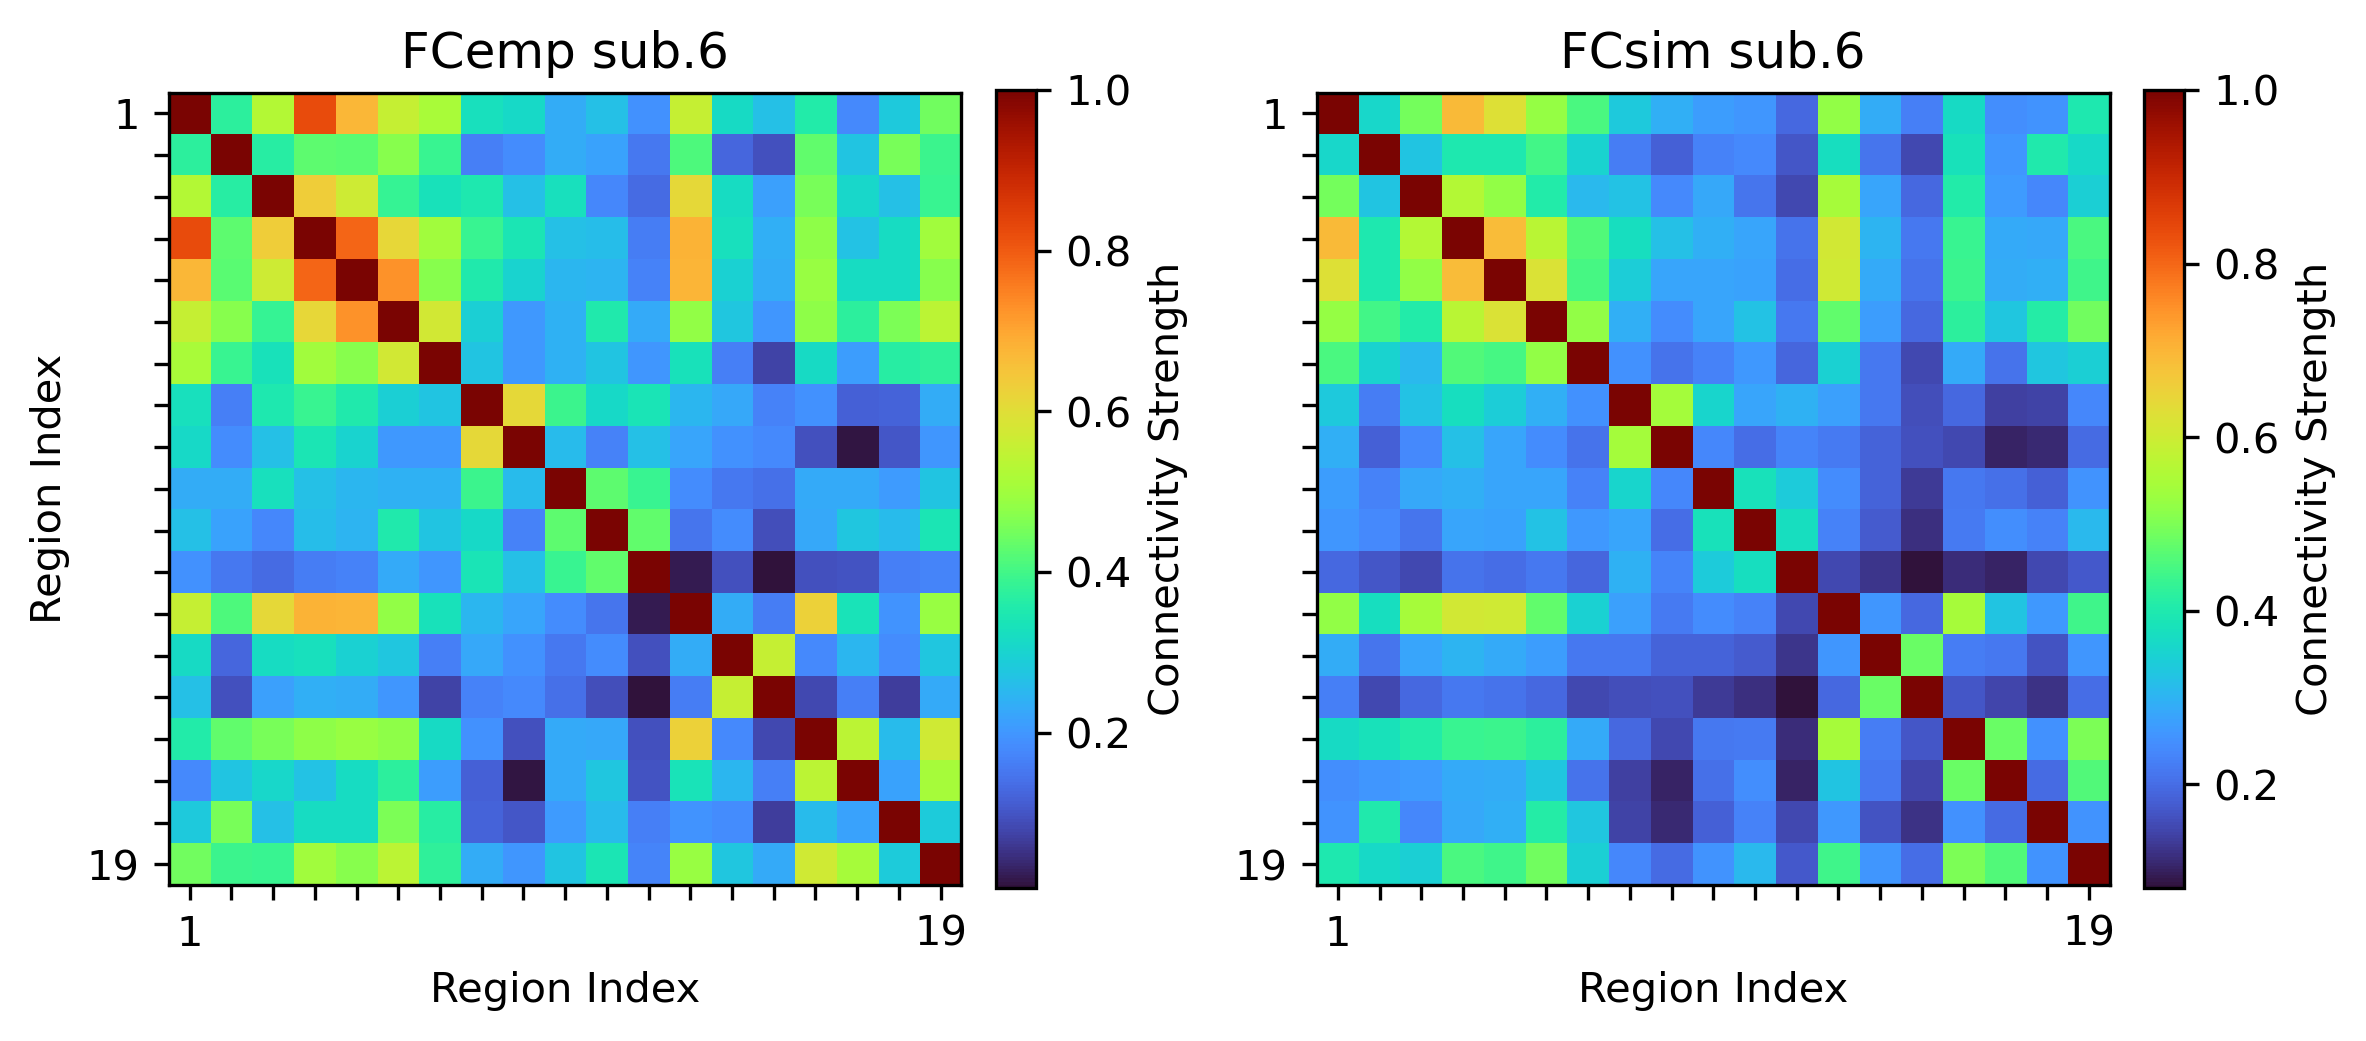 FCemp sub.6
1
19
1
19
Region Index
Region Index
1.0
0.8
0.6
0.4
0.2
Connectivity Strength
FCsim sub.6
1
19
1
19
Region Index
1.0
0.8
0.6
0.4
0.2
Connectivity Strength